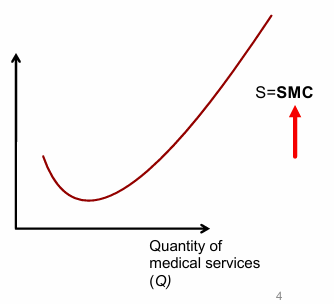 S=SMC
Quantity of
medical services
(Q)
4